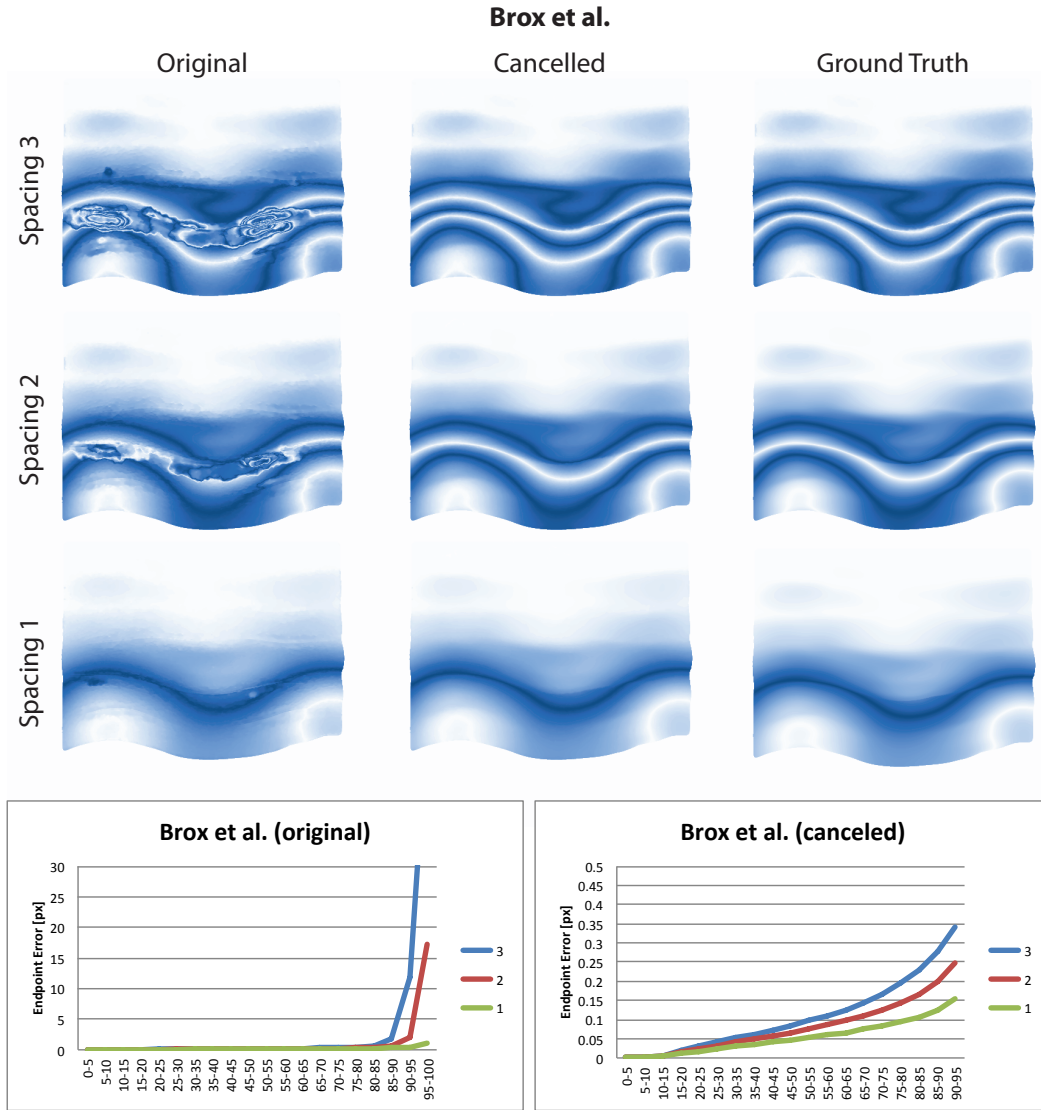 Brox et al.
Original Cancelled Ground Truth
Spacing 3
Spacing 2
Spacing 1
Brox et al. (original)
Endpoint Error [px]
30
25
20
15
10
5
0
0-5 5-10 10-15 15-20 20-25 25-30 30-35 35-40 40-45 45-50 50-55 55-60 60-65 65-70 70-75 75-80 80-85 85-90 90-95 95-100
3
2
1
Brox et al. (canceled)
Endpoint Error [px]
0.5
0.45
0.4
0.35
0.3
0.25
0.2
0.15
0.1
0.05
0
0-5 5-10 10-15 15-20 20-25 25-30 30-35 35-40 40-45 45-50 50-55 55-60 60-65 65-70 70-75 75-80 80-85 85-90 90-95
3
2
1